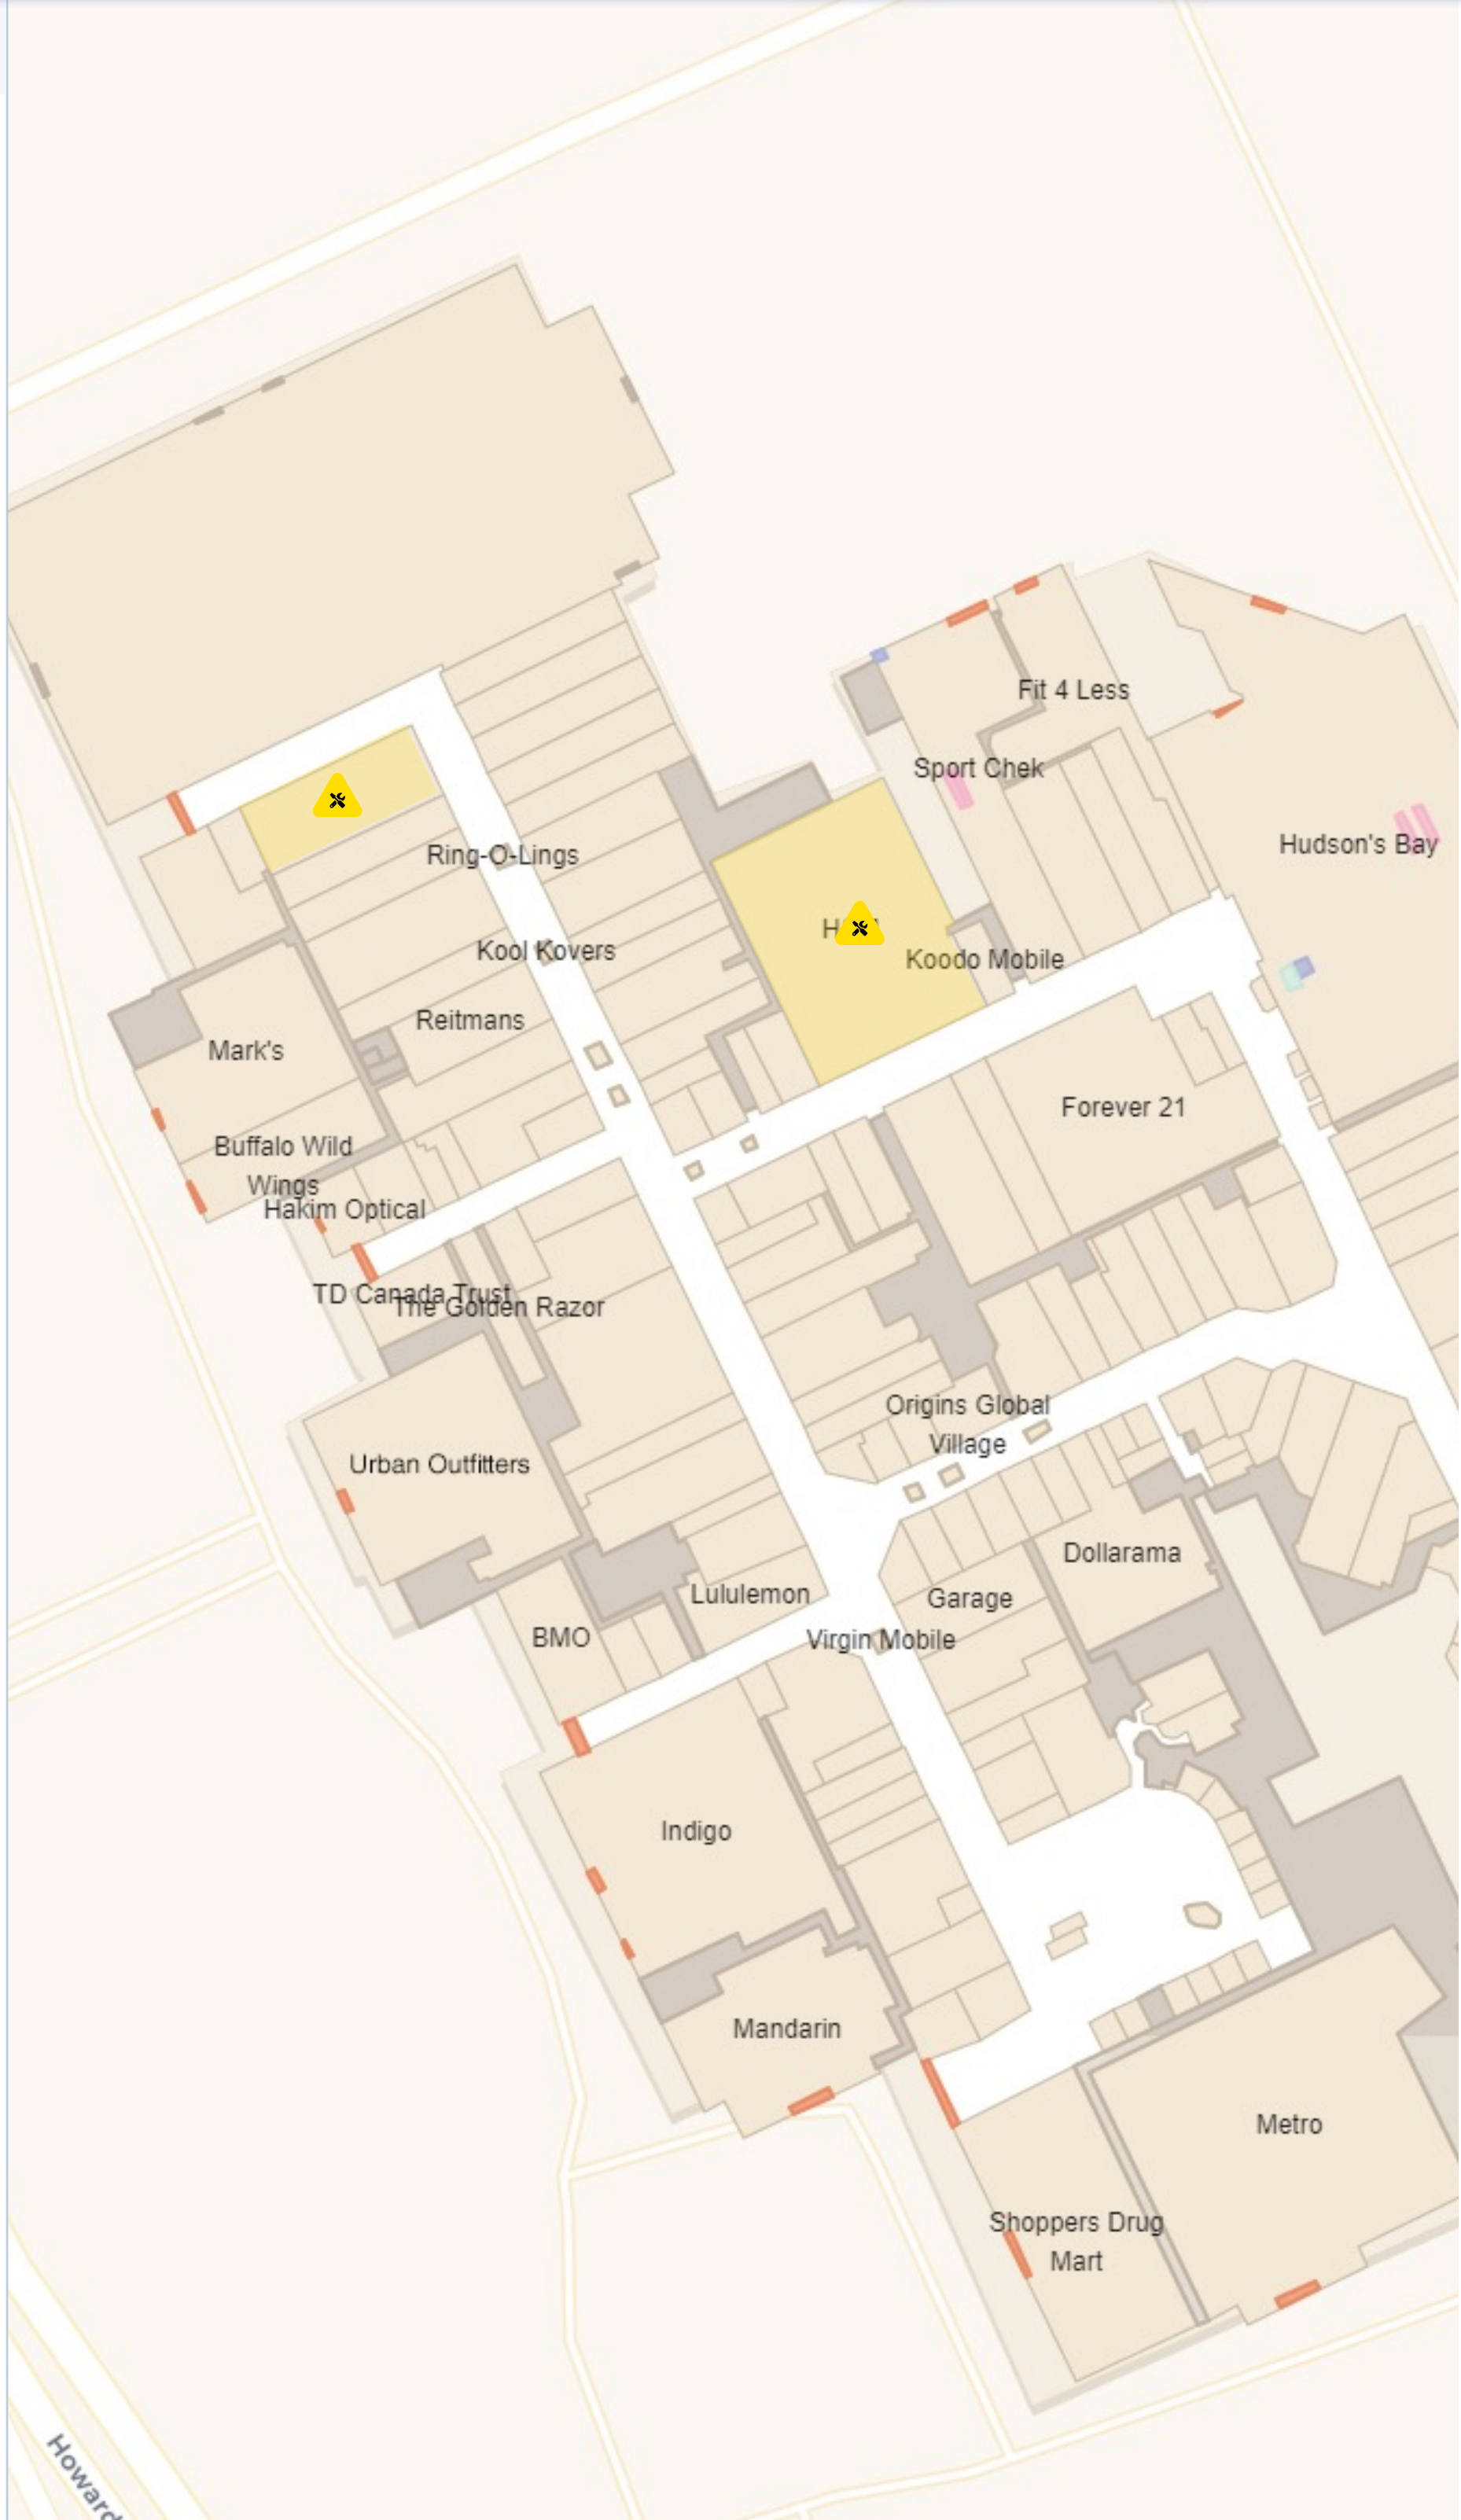 Fit 4 Less
Sport Chek
Hudson's Bay
Ring-O-Lings
Kool Kovers
Koodo Mobile
Reitmans
Mark's
Forever 21
Buffalo Wild
Wings
Hakim Optical
TD Canada Trust
The Golden Razor
Origins Global
Village
Urban Outfitters
Dollarama
Lululemon
Garage
BMO
Virgin Mobile
Indigo
Mandarin
Metro
Shoppers Drug
Mart
Howard